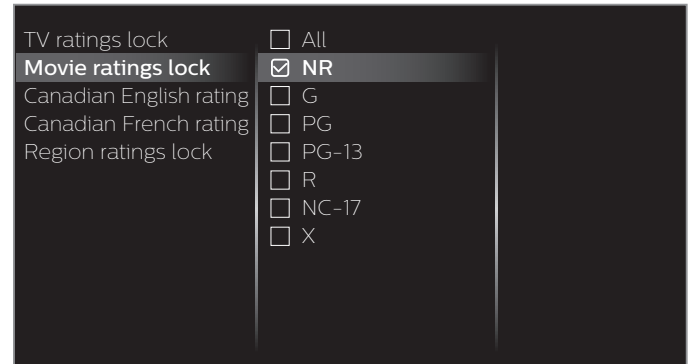 TV ratings lock
Movie ratings lock
Canadian English rating
Canadian French rating
Region ratings lock
All
NR
G
PG
PG-13
R
NC-17
X